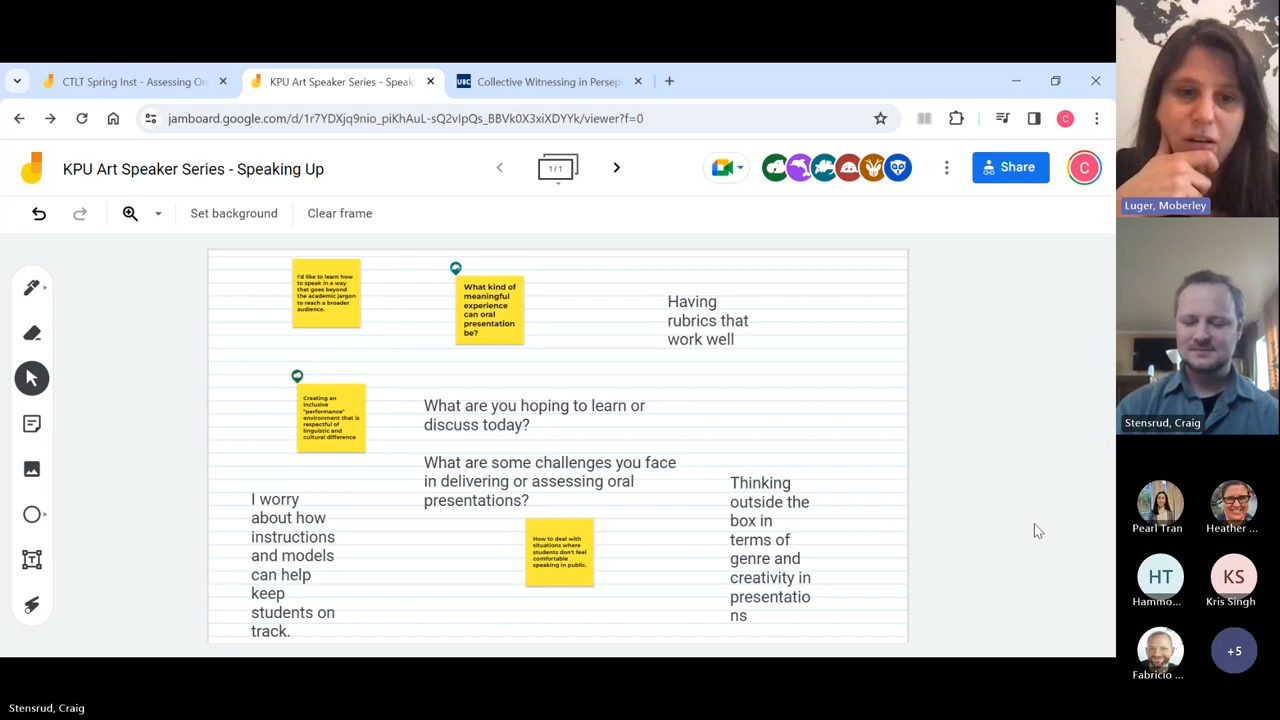 CTLT Spring Inst - Assessing Or
KPU Art Speaker Series - Speaki
UBC
Collective Witnessing in Persep
jamboard.google.com/d/1r7YDXjq9nio_piKhAuL-sQ2vIpQs_BBVk0X3xiXDYYk/viewer?f=0
C
KPU Art Speaker Series - Speaking Up
1/1
Share
C
Set background
Clear frame
I'd like to learn how
to speak in a way
that goes beyond
the academic jargon
to reach a broader
audience.
What kind of
meaningful
experience
can oral
presentation
be?
Having
rubrics that
work well
Creating an
inclusive
"performance"
environment that is
respectful of
linguistic and
cultural difference
What are you hoping to learn or
discuss today?
What are some challenges you face
in delivering or assessing oral
presentations?
I worry
about how
instructions
and models
can help
keep
students on
track.
How to deal with
situations where
students don't feel
comfortable
speaking in public.
Thinking
outside the
box in
terms of
genre and
creativity in
presentatio
ns
Luger, Moberley
Stensrud, Craig
Pearl Tran
Heather ...
HT
KS
Hammo...
Kris Singh
Fabricio ...
+5
Stensrud, Craig